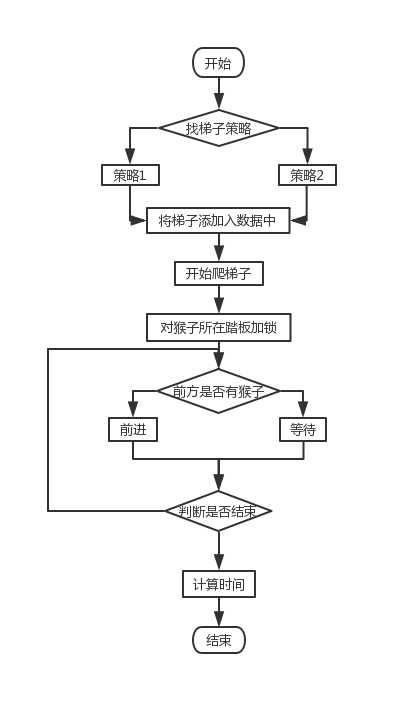 开始
找梯子策略
策略1
策略2
将梯子添加入数据中
开始爬梯子
对猴子所在踏板加锁
前方是否有猴子
前进
等待
判断是否结束
计算时间
结束